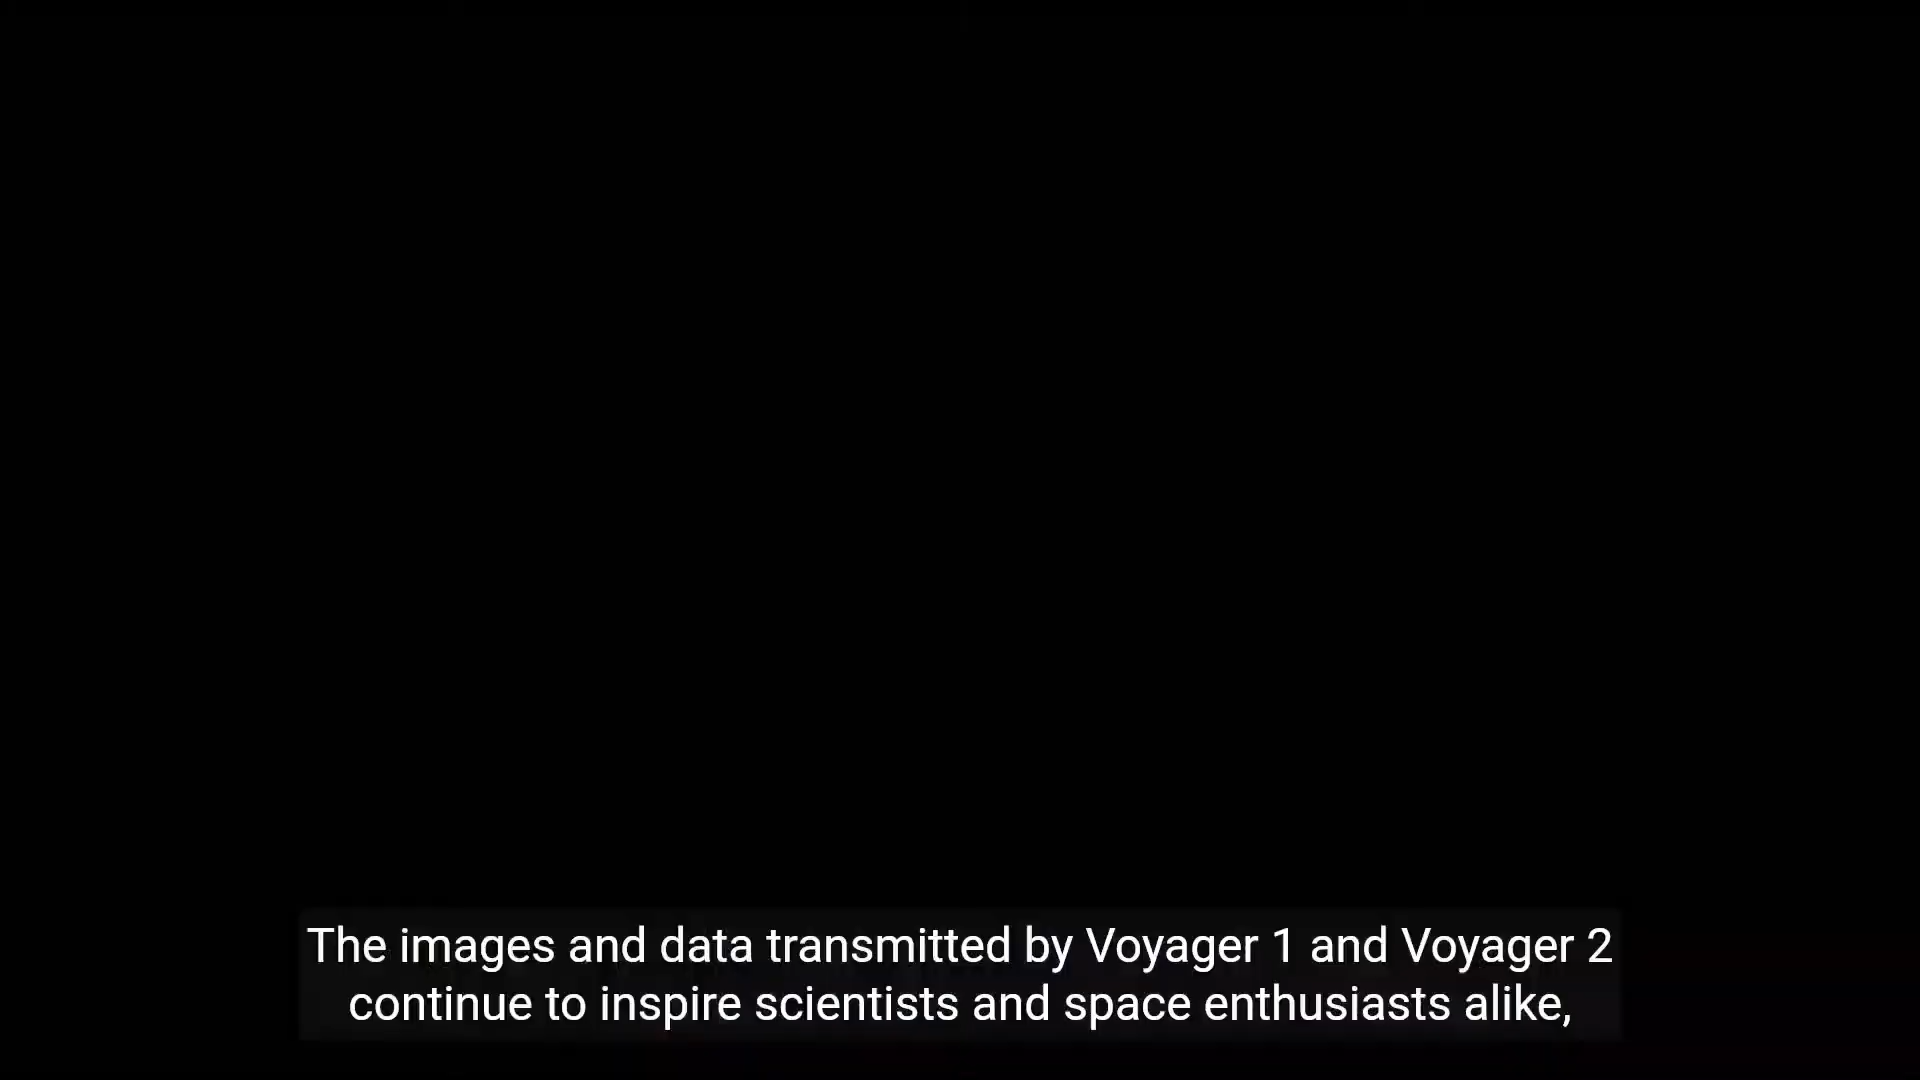 The images and data transmitted by Voyager 1 and Voyager 2
continue to inspire scientists and space enthusiasts alike,